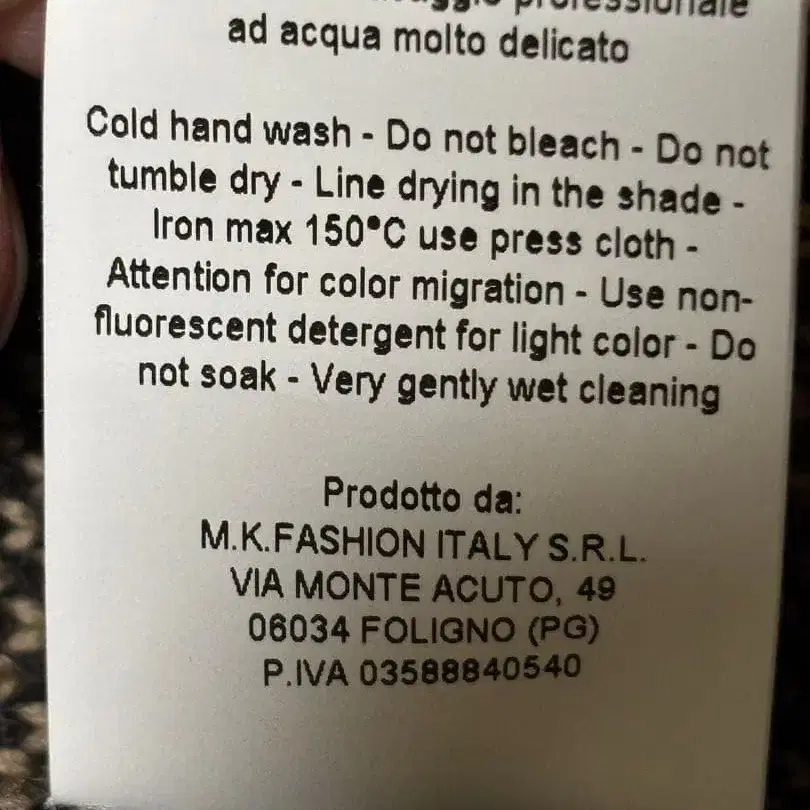 professionale
ad acqua molto delicato
Cold hand wash - Do not bleach - Do not
tumble dry - Line drying in the shade -
Iron max 150°C use press cloth -
Attention for color migration - Use non-
fluorescent detergent for light color - Do
not soak - Very gently wet cleaning
Prodotto da:
M.K.FASHION ITALY S.R.L.
VIA MONTE ACUTO, 49
06034 FOLIGNO (PG)
P.IVA 03588840540